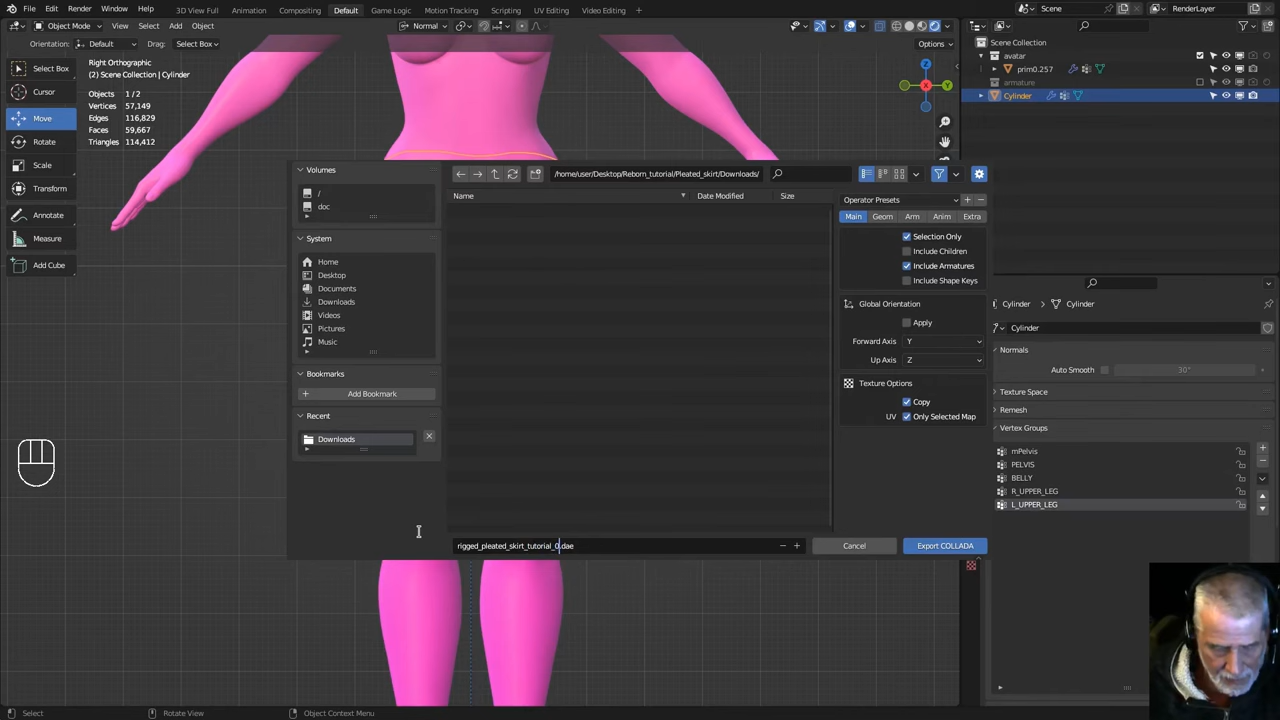 File Edit Render Window Help 3D View Full Animation Compositing Default Game Logic Motion Tracking Scripting UV Editing Video Editing + Scene RenderLayer
Object Mode View Select Add Object Normal
Orientation: Default Drag: Select Box Options
Select Box
Cursor
Move
Rotate
Scale
Transform
Annotate
Measure
Add Cube
Right Orthographic
(2) Scene Collection | Cylinder
Objects 1/2
Vertices 57,149
Edges 116,829
Faces 59,667
Triangles 114,412
Z
Y
X
Volumes
/
doc
System
Home
Desktop
Documents
Downloads
Videos
Pictures
Music
Bookmarks
+ Add Bookmark
Recent
Downloads
/home/user/Desktop/Reborn_tutorial/Pleated_skirt/Downloads/
Name Date Modified Size
rigged_pleated_skirt_tutorial_0.dae
Cancel Export COLLADA
Operator Presets
Main Geom Arm Anim Extra
Selection Only
Include Children
Include Armatures
Include Shape Keys
Global Orientation
Apply
Forward Axis Y
Up Axis Z
Texture Options
Copy
UV Only Selected Map
Scene Collection
avatar
prim0.257
armature
Cylinder
Cylinder > Cylinder
Cylinder
Normals
Auto Smooth 30°
Texture Space
Remesh
Vertex Groups
mPelvis
PELVIS
BELLY
R_UPPER_LEG
L_UPPER_LEG
Select Rotate View Object Context Menu